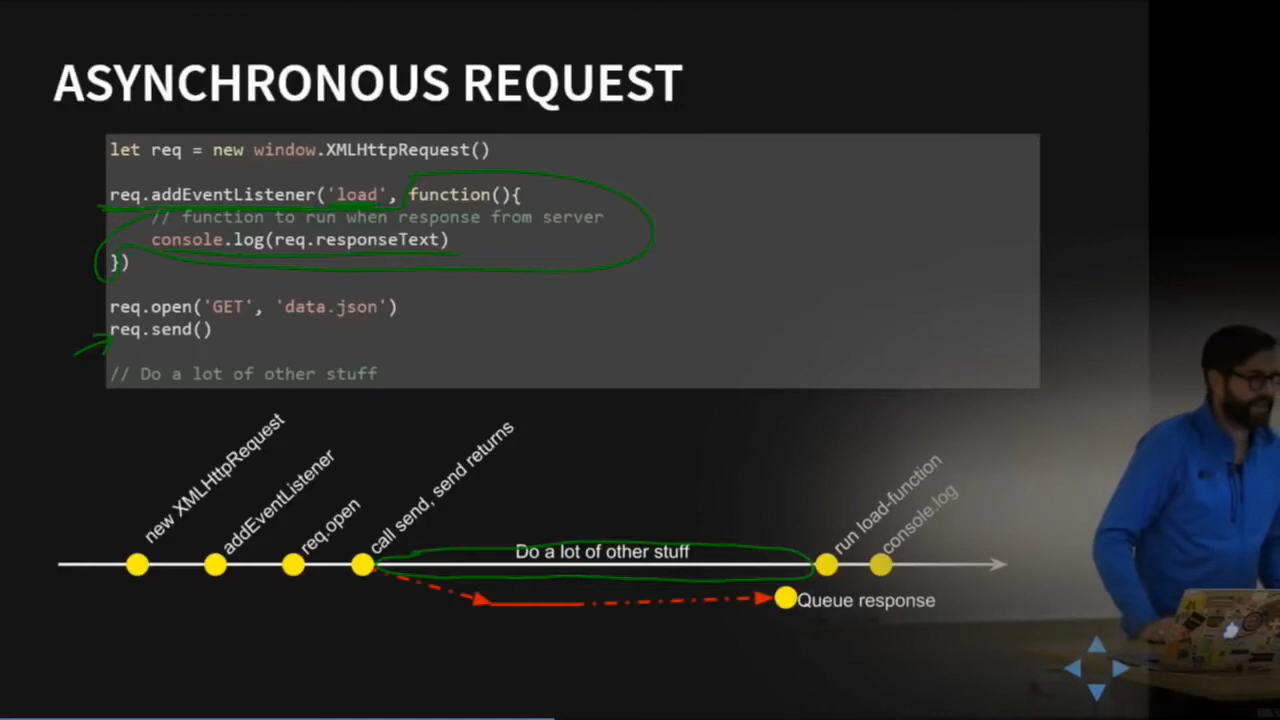 ASYNCHRONOUS REQUEST
let req = new window.XMLHttpRequest()
req.addEventListener('load', function(){
// function to run when response from server
console.log(req.responseText)
})
req.open('GET', 'data.json')
req.send()
// Do a lot of other stuff
new XMLHttpRequest
addEventListener
req.open
call send, send returns
Do a lot of other stuff
run load-function
console.log
Queue response